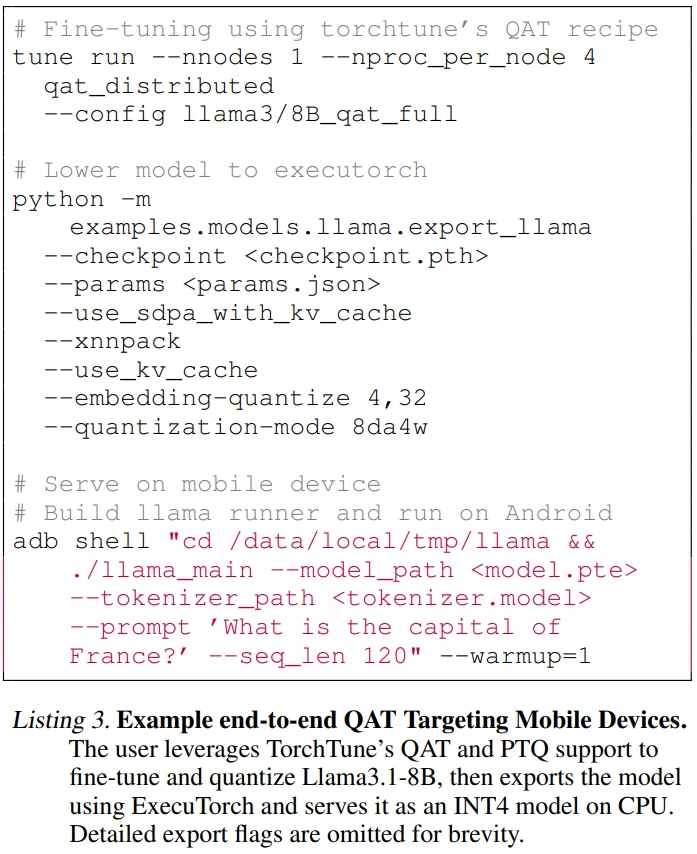 # Fine-tuning using torchtune’s QAT recipe
tune run --nnodes 1 --nproc_per_node 4
qat_distributed
--config llama3/8B_qat_full
# Lower model to executorch
python -m
examples.models.llama.export_llama
--checkpoint <checkpoint.pth>
--params <params.json>
--use_sdpa_with_kv_cache
--xnnpack
--use_kv_cache
--embedding-quantize 4,32
--quantization-mode 8da4w
# Serve on mobile device
# Build llama runner and run on Android
adb shell "cd /data/local/tmp/llama &&
./llama_main --model_path <model.pte>
--tokenizer_path <tokenizer.model>
--prompt ’What is the capital of
France?’ --seq_len 120" --warmup=1
Listing 3. Example end-to-end QAT Targeting Mobile Devices.
The user leverages TorchTune’s QAT and PTQ support to
fine-tune and quantize Llama3.1-8B, then exports the model
using ExecuTorch and serves it as an INT4 model on CPU.
Detailed export flags are omitted for brevity.